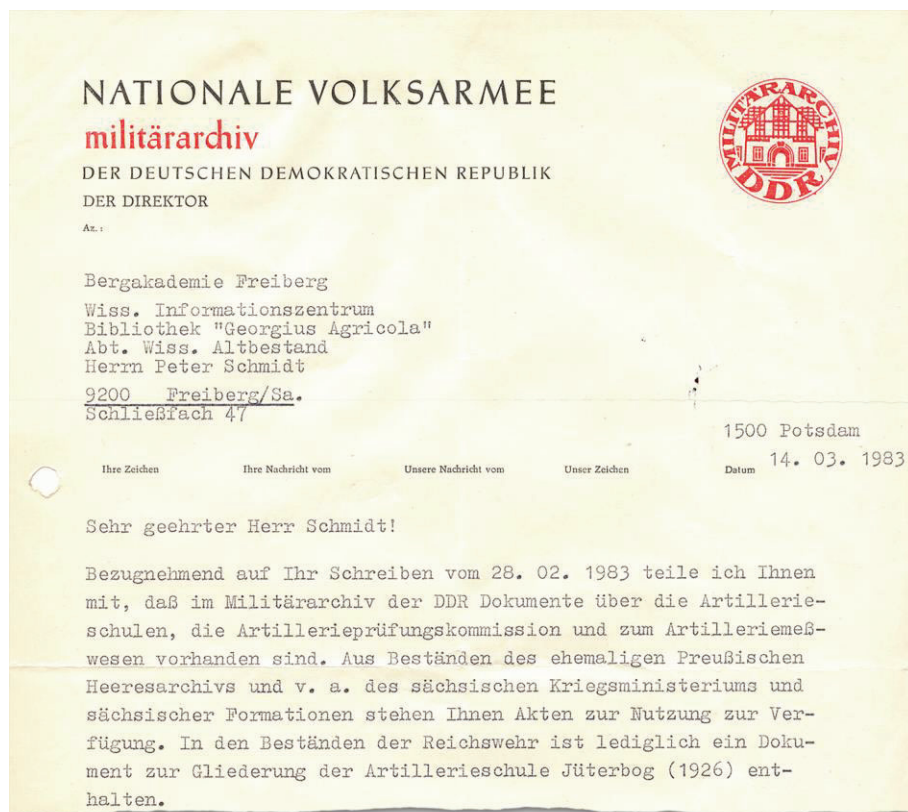 NATIONALE VOLKSARMEE
militärarchiv
DER DEUTSCHEN DEMOKRATISCHEN REPUBLIK
DER DIREKTOR
Az.:
MILITÄRARCHIV DDR
Bergakademie Freiberg
Wiss. Informationszentrum
Bibliothek "Georgius Agricola"
Abt. Wiss. Altbestand
Herrn Peter Schmidt
9200 Freiberg/Sa.
Schließfach 47
1500 Potsdam
Ihre Zeichen Ihre Nachricht vom Unsere Nachricht vom Unser Zeichen Datum 14. 03. 1983
Sehr geehrter Herr Schmidt!
Bezugnehmend auf Ihr Schreiben vom 28. 02. 1983 teile ich Ihnen
mit, daß im Militärarchiv der DDR Dokumente über die Artillerie-
schulen, die Artillerieprüfungskommission und zum Artilleriemeß-
wesen vorhanden sind. Aus Beständen des ehemaligen Preußischen
Heeresarchivs und v. a. des sächsischen Kriegsministeriums und
sächsischer Formationen stehen Ihnen Akten zur Nutzung zur Ver-
fügung. In den Beständen der Reichswehr ist lediglich ein Doku-
ment zur Gliederung der Artillerieschule Jüterbog (1926) ent-
halten.